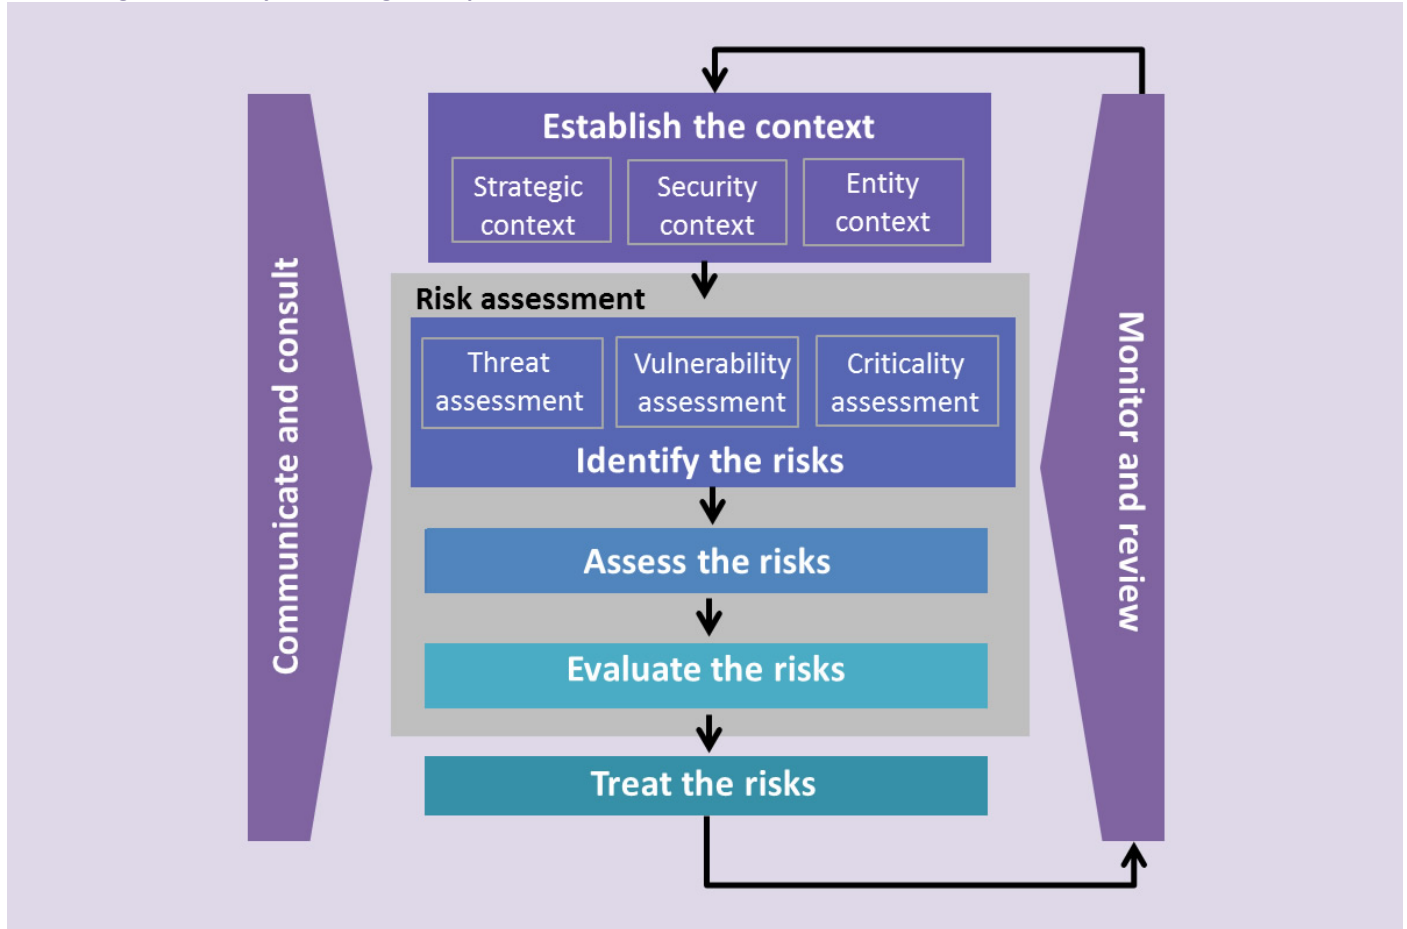 Establish the context
Strategic
context
Security
context
Entity
context
Risk assessment
Threat
assessment
Vulnerability
assessment
Criticality
assessment
Identify the risks
Assess the risks
Evaluate the risks
Treat the risks
Communicate and consult
Monitor and review